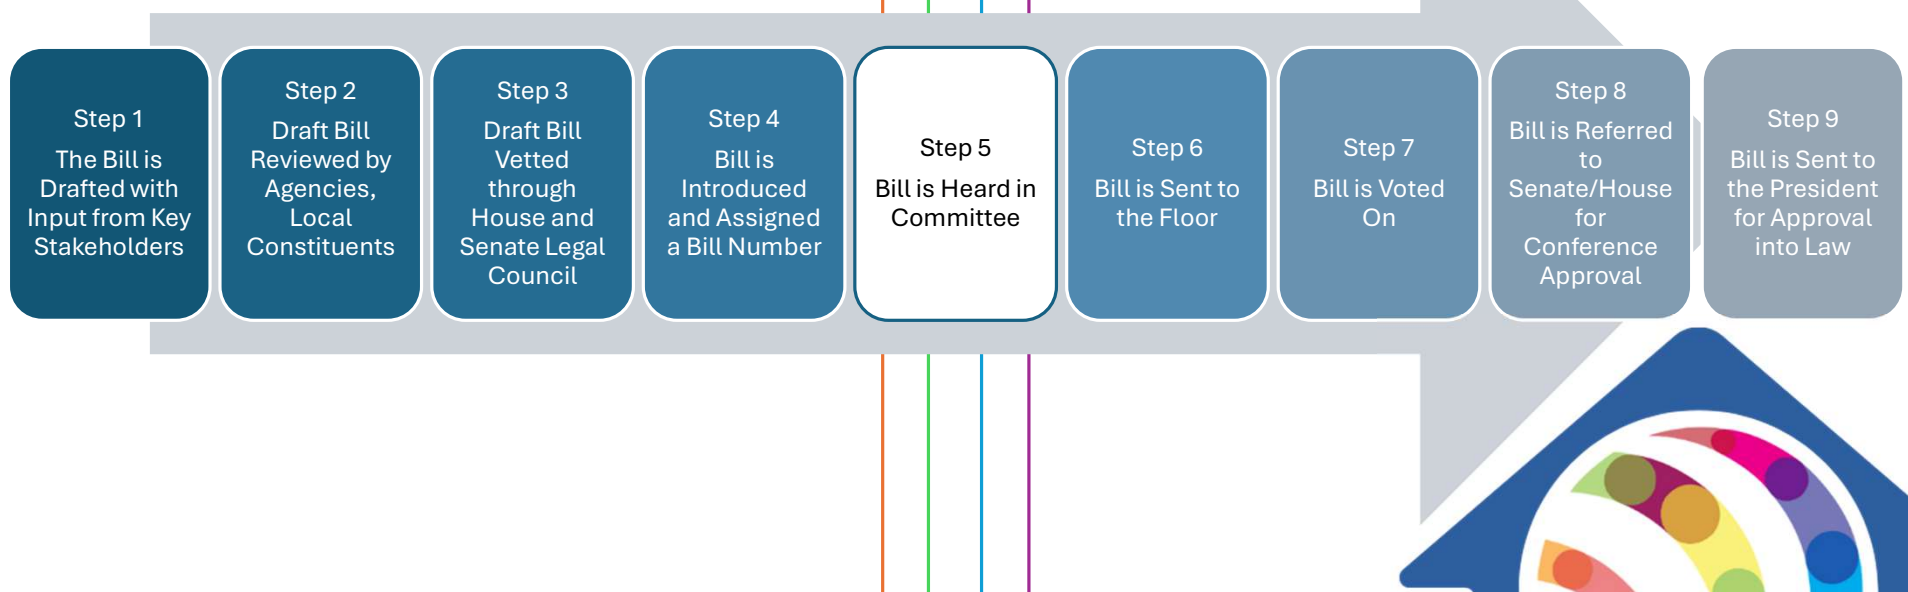 Step 1
The Bill is
Drafted with
Input from Key
Stakeholders
Step 2
Draft Bill
Reviewed by
Agencies,
Local
Constituents
Step 3
Draft Bill
Vetted
through
House and
Senate Legal
Council
Step 4
Bill is
Introduced
and Assigned
a Bill Number
Step 5
Bill is Heard in
Committee
Step 6
Bill is Sent to
the Floor
Step 7
Bill is Voted
On
Step 8
Bill is Referred
to
Senate/House
for
Conference
Approval
Step 9
Bill is Sent to
the President
for Approval
into Law